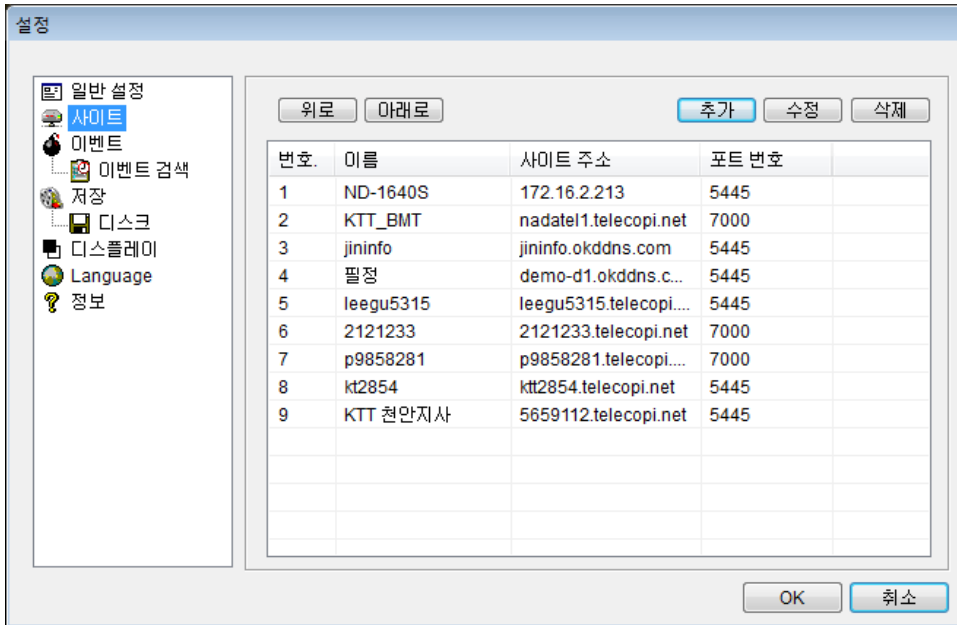 설정
일반 설정
사이트
이벤트
이벤트 검색
저장
디스크
디스플레이
Language
정보
위로 아래로 추가 수정 삭제
번호. 이름 사이트 주소 포트 번호
1 ND-1640S 172.16.2.213 5445
2 KTT_BMT nadatel1.telecopi.net 7000
3 jininfo jininfo.okddns.com 5445
4 필정 demo-d1.okddns.c... 5445
5 leegu5315 leegu5315.telecopi.... 5445
6 2121233 2121233.telecopi.net 7000
7 p9858281 p9858281.telecopi.... 7000
8 kt2854 ktt2854.telecopi.net 5445
9 KTT 천안지사 5659112.telecopi.net 5445
OK 취소